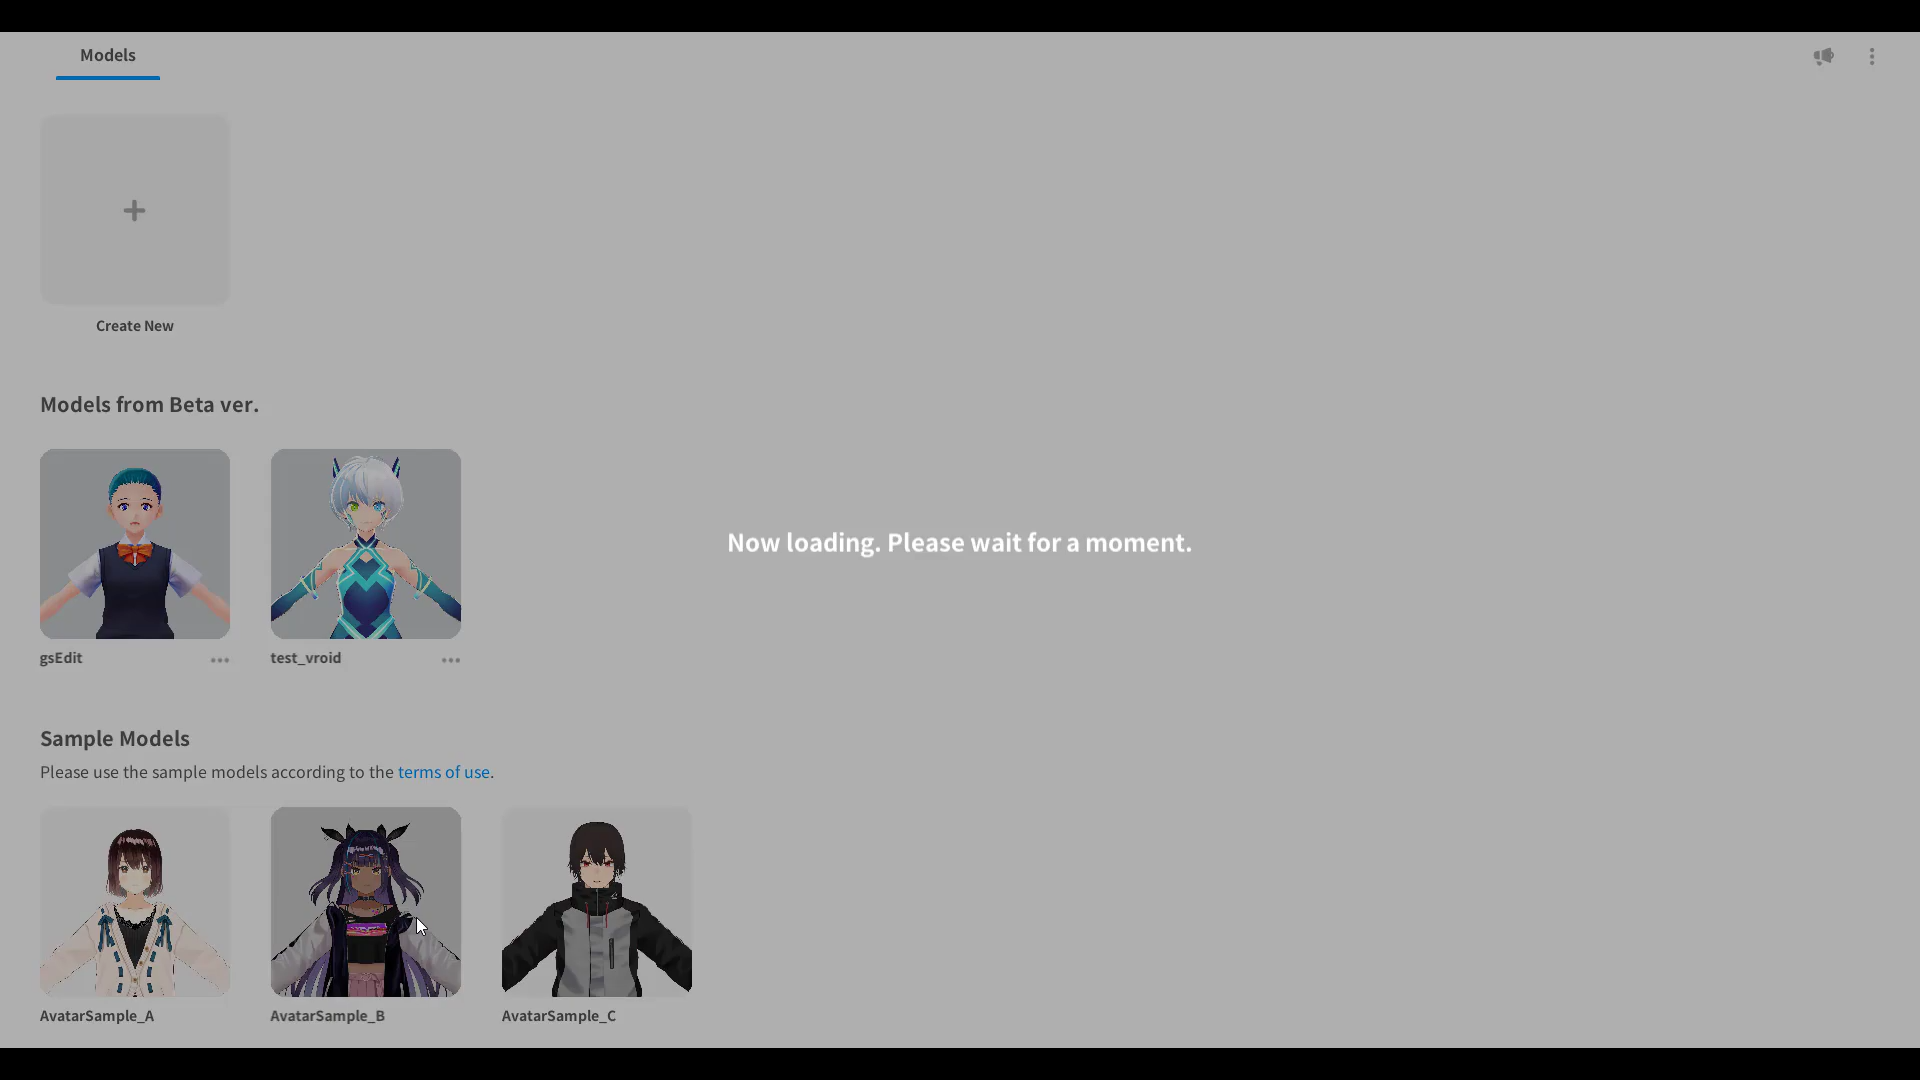 Models
Create New
Models from Beta ver.
gsEdit
test_vroid
Now loading. Please wait for a moment.
Sample Models
Please use the sample models according to the terms of use.
AvatarSample_A
AvatarSample_B
AvatarSample_C